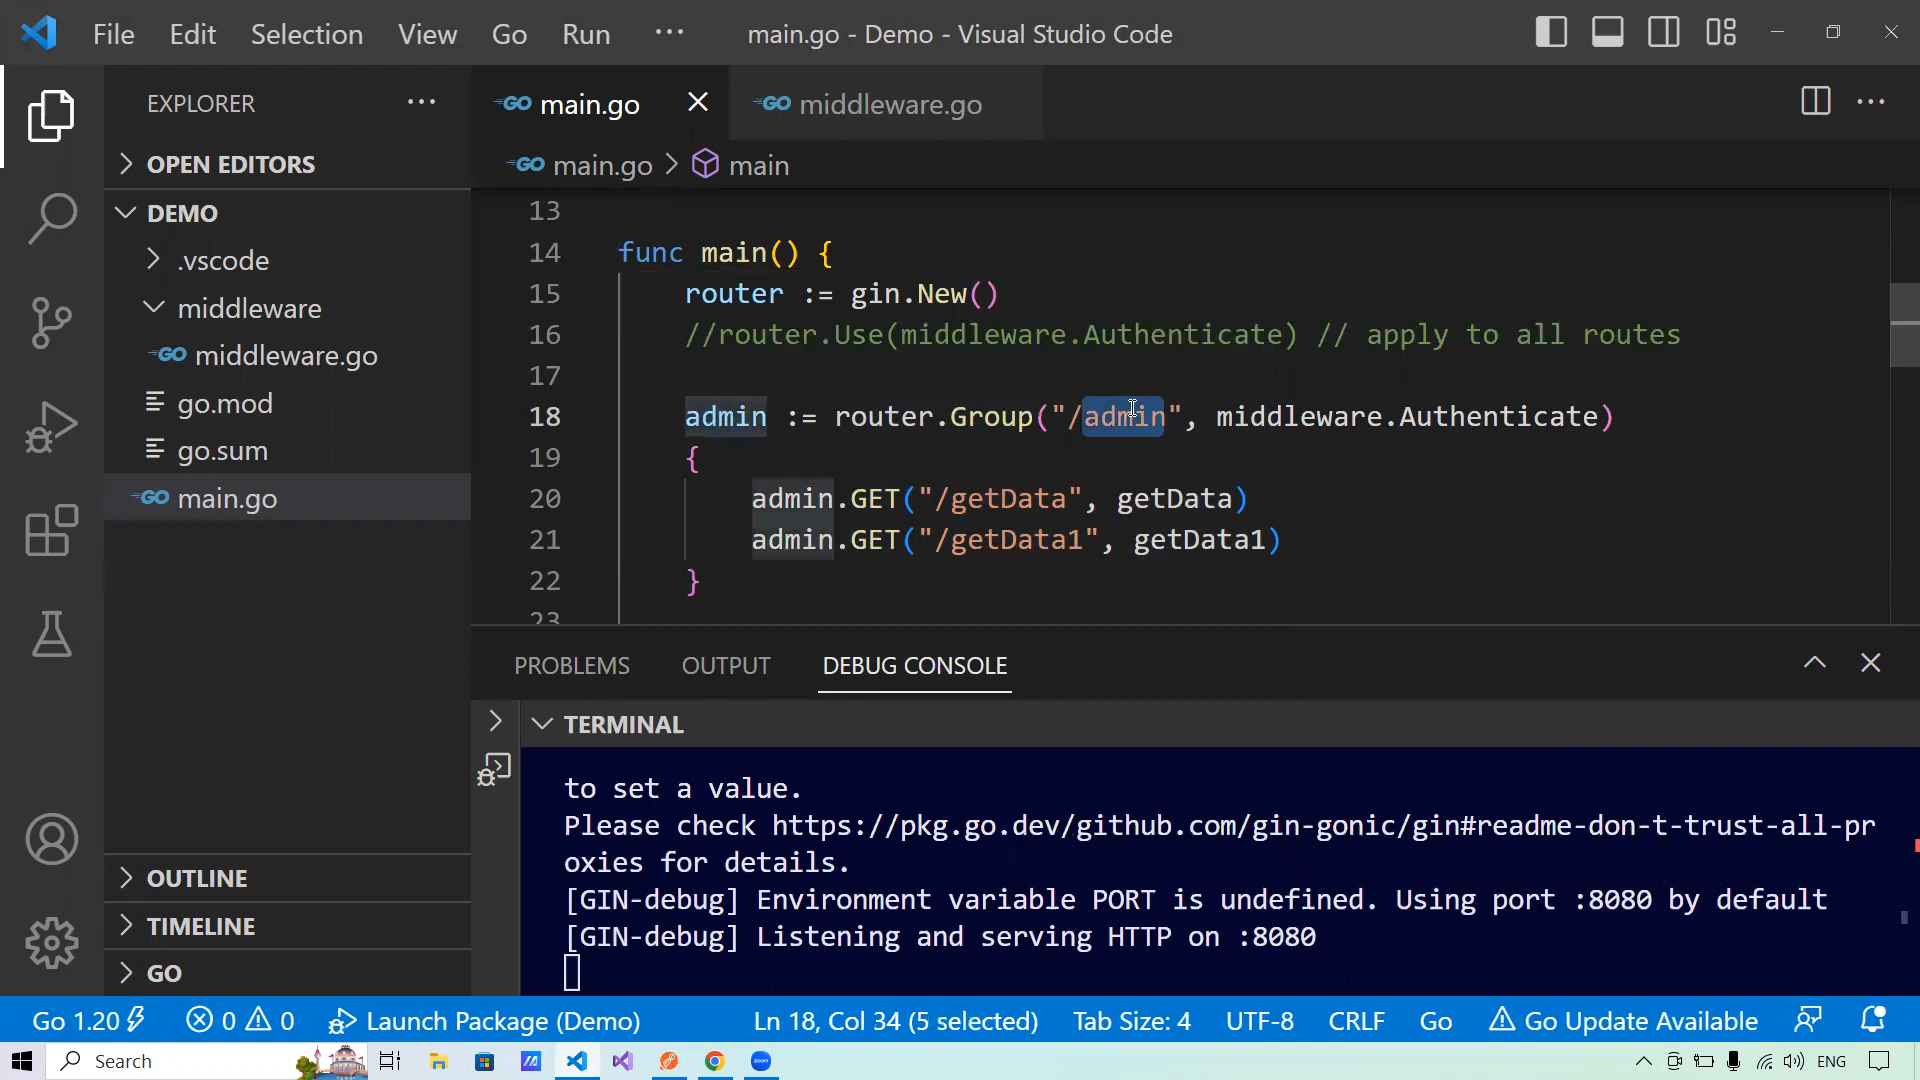 File Edit Selection View Go Run ··· main.go - Demo - Visual Studio Code
EXPLORER ···
OPEN EDITORS
DEMO
.vscode
middleware
GO middleware.go
go.mod
go.sum
GO main.go
OUTLINE
TIMELINE
GO
GO main.go GO middleware.go ···
GO main.go > main
13
14 func main() {
15 router := gin.New()
16 //router.Use(middleware.Authenticate) // apply to all routes
17
18 admin := router.Group("/admin", middleware.Authenticate)
19 {
20 admin.GET("/getData", getData)
21 admin.GET("/getData1", getData1)
22 }
23
PROBLEMS OUTPUT DEBUG CONSOLE
TERMINAL
to set a value.
Please check https://pkg.go.dev/github.com/gin-gonic/gin#readme-don-t-trust-all-pr
oxies for details.
[GIN-debug] Environment variable PORT is undefined. Using port :8080 by default
[GIN-debug] Listening and serving HTTP on :8080
Go 1.20 0 0 Launch Package (Demo) Ln 18, Col 34 (5 selected) Tab Size: 4 UTF-8 CRLF Go Go Update Available
Search zoom ENG